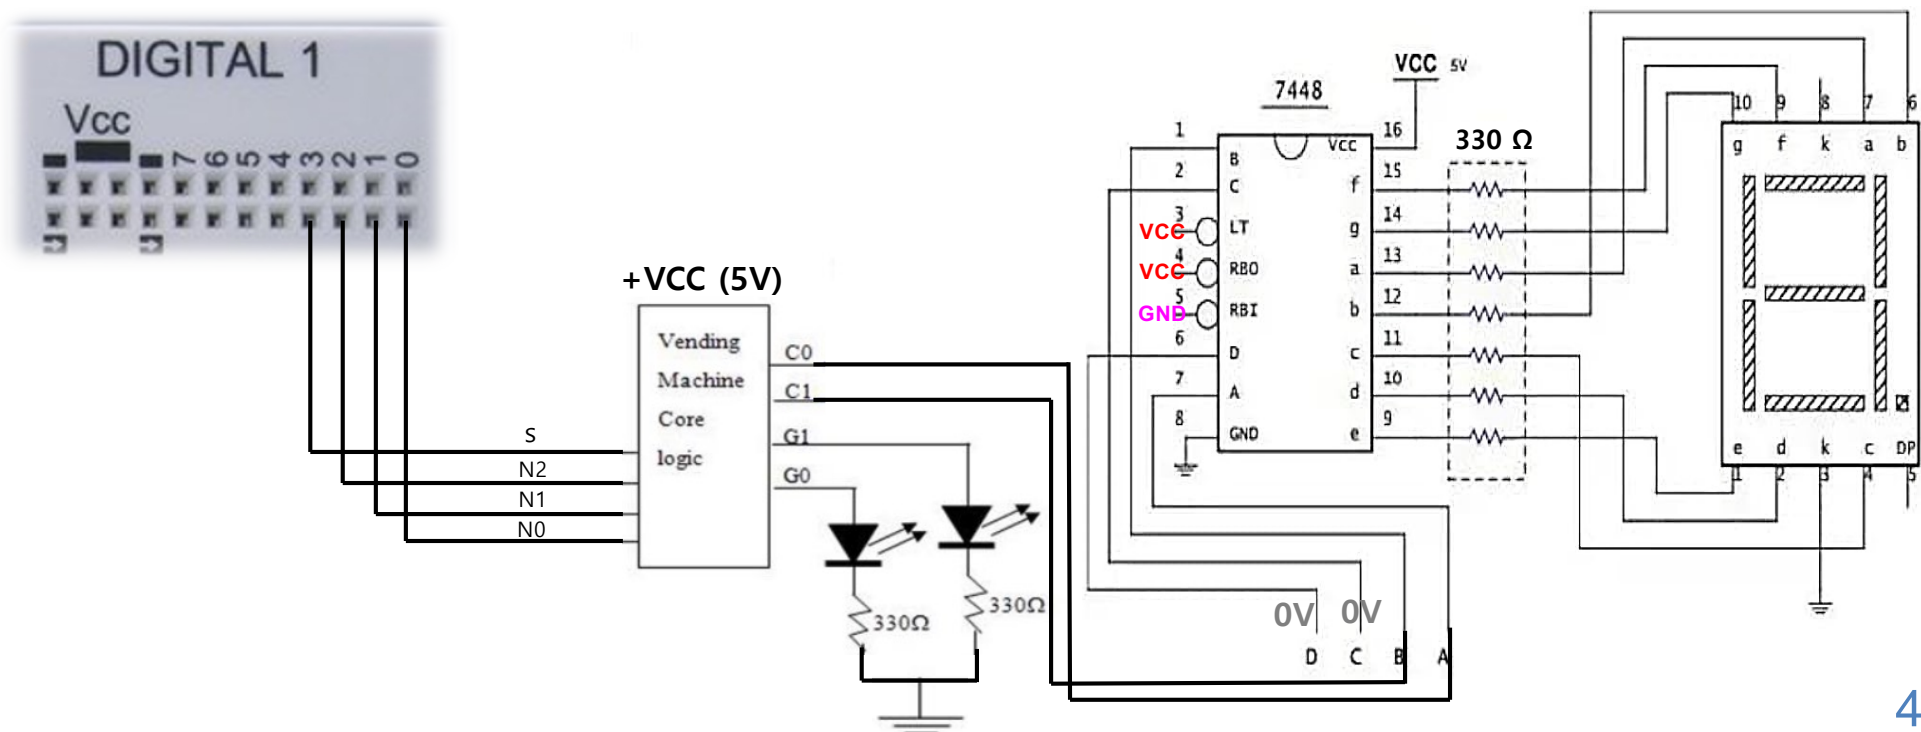 DIGITAL 1
Vcc
7 6 5 4 3 2 1 0
+VCC (5V)
Vending
Machine
Core
logic
S
N2
N1
N0
C0
C1
G1
G0
330Ω
330Ω
7448
VCC 5V
1
2
3
4
5
6
7
8
VCC
VCC
GND
B
C
LT
RBO
RBI
D
A
GND
Vcc
f
g
a
b
c
d
e
16
15
14
13
12
11
10
9
330 Ω
10 9 8 7 6
g f k a b
e d k c DP
1 2 3 4 5
0V 0V
D C B A
4